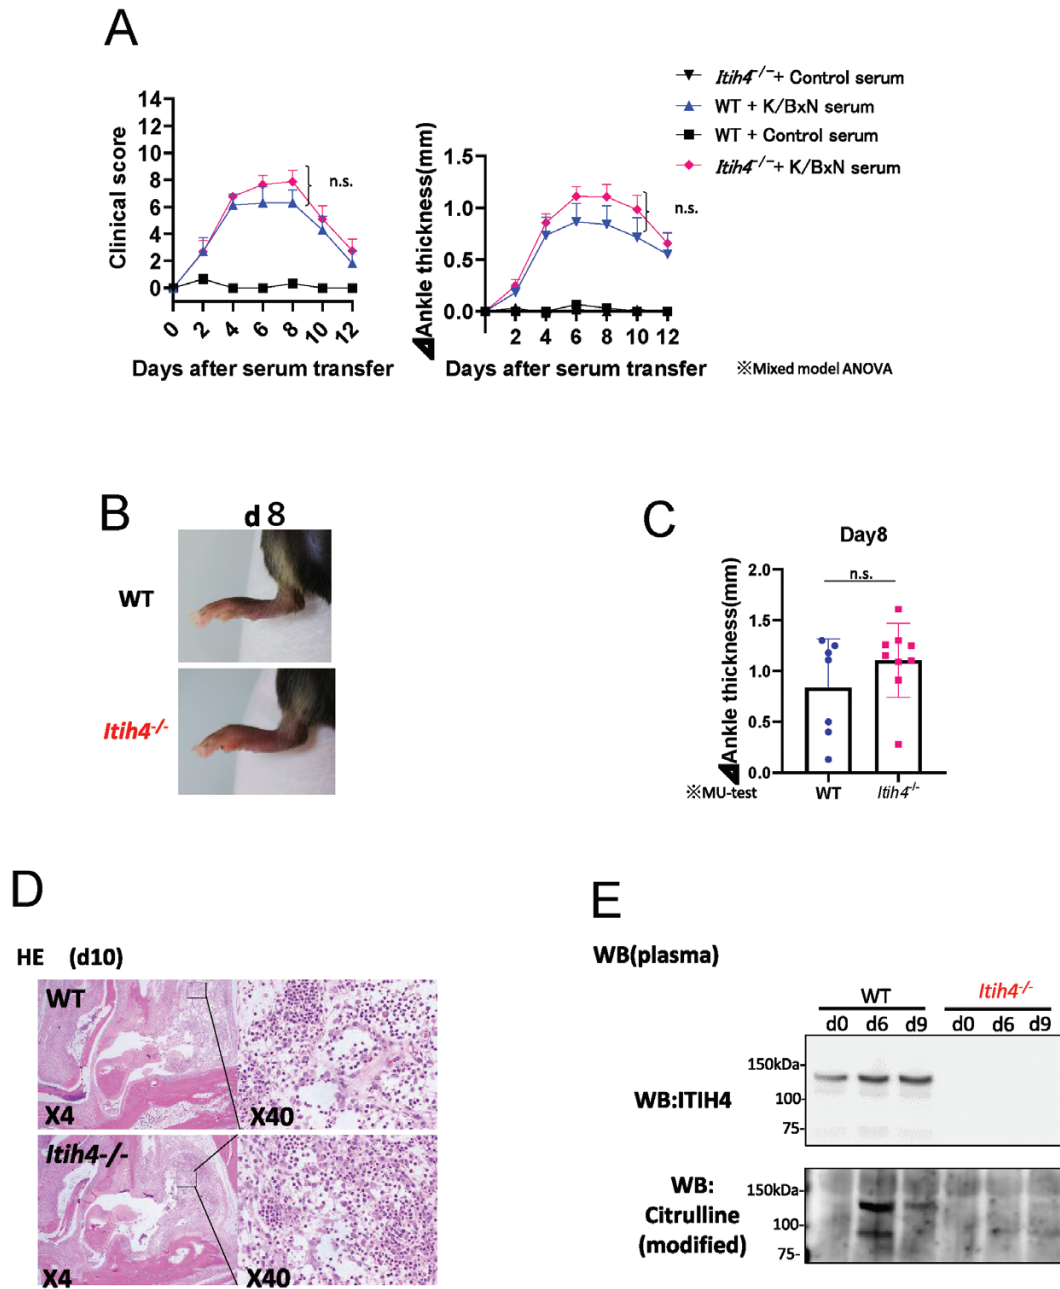 A
Itih4-/-+ Control serum
WT + K/BxN serum
WT + Control serum
Itih4-/-+ K/BxN serum
Clinical score
14
12
10
8
6
4
2
0
n.s.
0 2 4 6 8 10 12
Days after serum transfer
⊿Ankle thickness(mm)
1.5
1.0
0.5
0.0
n.s.
2 4 6 8 10 12
Days after serum transfer
※Mixed model ANOVA
B
d 8
WT
Itih4-/-
C
Day8
⊿Ankle thickness(mm)
2.0
1.5
1.0
0.5
0.0
n.s.
WT Itih4-/-
※MU-test
D
HE (d10)
WT
X4 X40
Itih4-/-
X4 X40
E
WB(plasma)
WT Itih4-/-
d0 d6 d9 d0 d6 d9
WB:ITIH4
150kDa-
100-
75-
WB:
Citrulline
(modified)
150kDa-
100-
75-